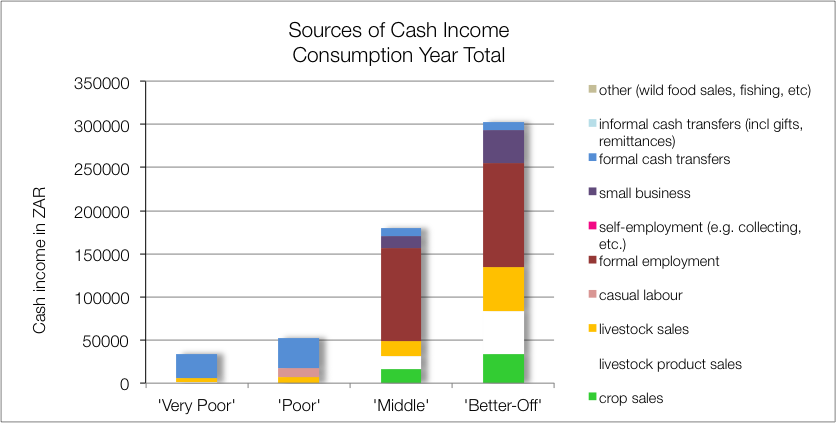 Sources of Cash Income
Consumption Year Total
350000
300000
250000
200000
150000
100000
50000
0
Cash income in ZAR
'Very Poor'
'Poor'
'Middle'
'Better-Off'
other (wild food sales, fishing, etc)
informal cash transfers (incl gifts,
remittances)
formal cash transfers
small business
self-employment (e.g. collecting,
etc.)
formal employment
casual labour
livestock sales
livestock product sales
crop sales